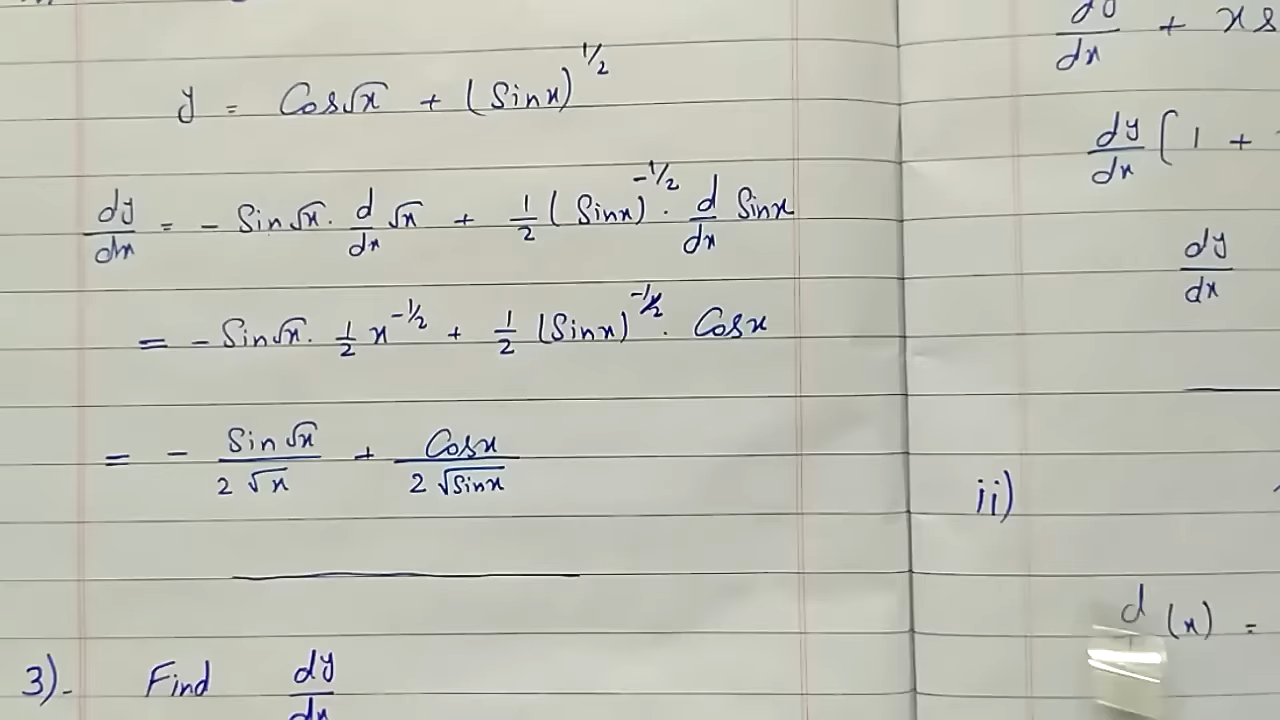 y = Cos√x + (Sinx)^1/2
dy/dx = - Sin√x. d/dx √x + 1/2 (Sinx)^-1/2 . d/dx Sinx
= - Sin√x. 1/2 x^-1/2 + 1/2 (Sinx)^-1/2 . Cosx
= - Sin√x / 2√x + Cosx / 2√Sinx
3). Find dy/dx
dy/dx + x s
dy/dx [ 1 +
dy/dx
ii)
d (x) =